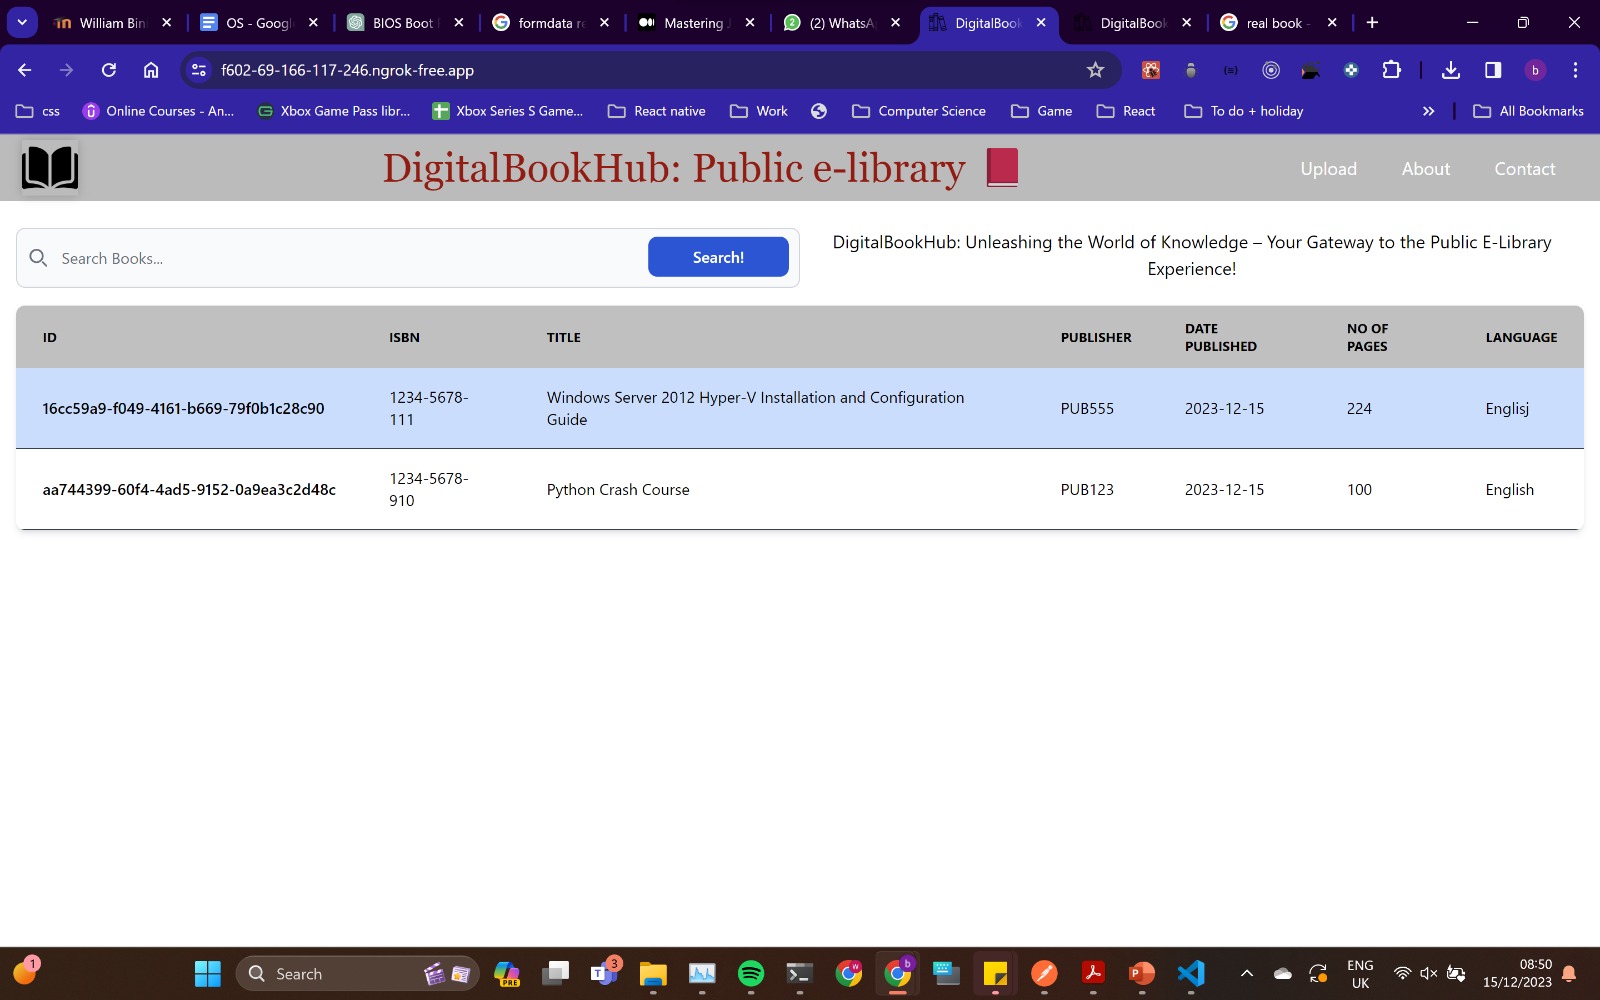 William Bin
OS - Googl
BIOS Boot
formdata re
Mastering
(2) WhatsA
DigitalBook
DigitalBook
real book -
f602-69-166-117-246.ngrok-free.app
b
css
Online Courses - An...
Xbox Game Pass libr...
Xbox Series S Game...
React native
Work
Computer Science
Game
React
To do + holiday
All Bookmarks
DigitalBookHub: Public e-library
Upload
About
Contact
Search Books...
Search!
DigitalBookHub: Unleashing the World of Knowledge – Your Gateway to the Public E-Library
Experience!
ID
ISBN
TITLE
PUBLISHER
DATE
PUBLISHED
NO OF
PAGES
LANGUAGE
16cc59a9-f049-4161-b669-79f0b1c28c90
1234-5678-
111
Windows Server 2012 Hyper-V Installation and Configuration
Guide
PUB555
2023-12-15
224
Englisj
aa744399-60f4-4ad5-9152-0a9ea3c2d48c
1234-5678-
910
Python Crash Course
PUB123
2023-12-15
100
English
1
Search
PRE
3
w
b
ENG
UK
08:50
15/12/2023